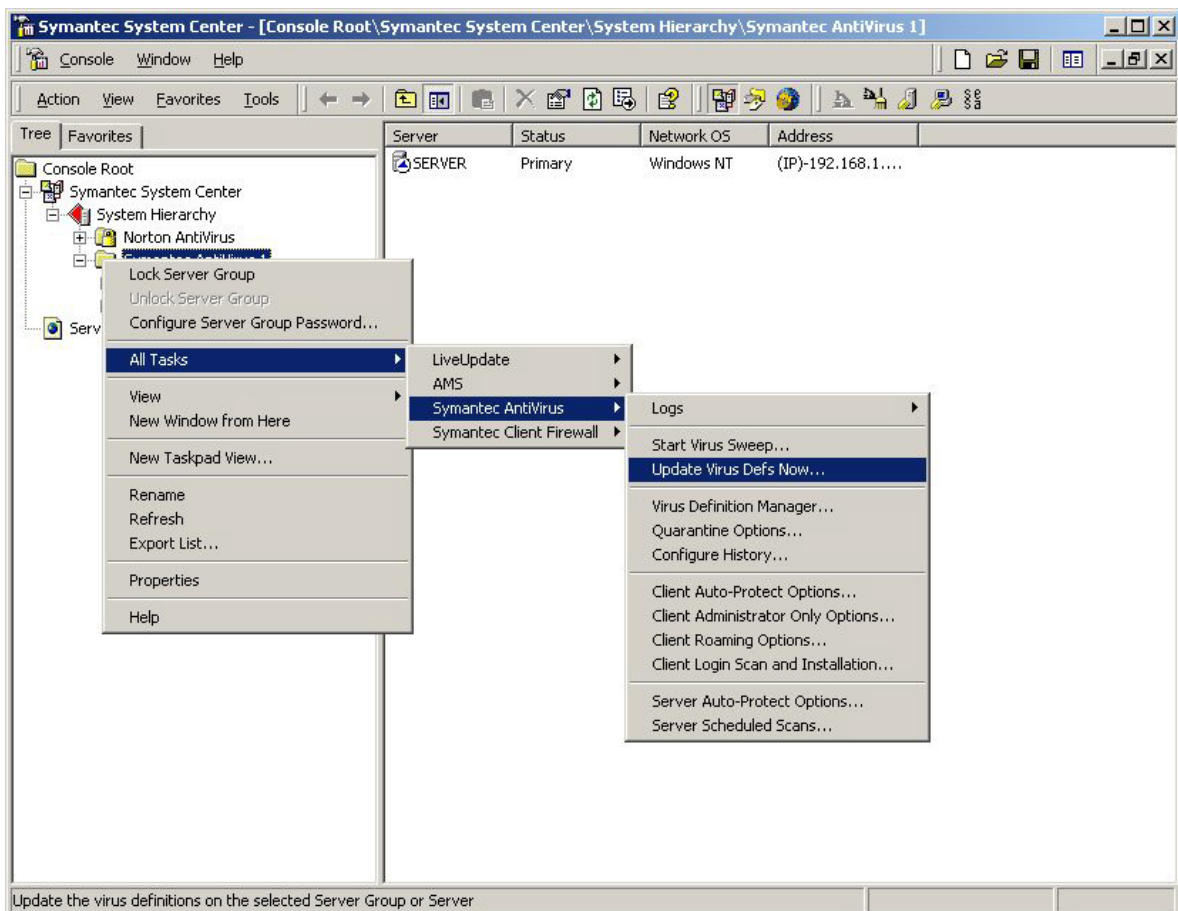 Symantec System Center - [Console Root\Symantec System Center\System Hierarchy\Symantec AntiVirus 1]
Console Window Help
Action View Favorites Tools
Tree Favorites
Server Status Network OS Address
Console Root
SERVER Primary Windows NT (IP)-192.168.1....
Symantec System Center
System Hierarchy
Norton AntiVirus
Symantec AntiVirus 1
Serv
Lock Server Group
Unlock Server Group
Configure Server Group Password...
All Tasks
View
New Window from Here
New Taskpad View...
Rename
Refresh
Export List...
Properties
Help
LiveUpdate
AMS
Symantec AntiVirus
Symantec Client Firewall
Logs
Start Virus Sweep...
Update Virus Defs Now...
Virus Definition Manager...
Quarantine Options...
Configure History...
Client Auto-Protect Options...
Client Administrator Only Options...
Client Roaming Options...
Client Login Scan and Installation...
Server Auto-Protect Options...
Server Scheduled Scans...
Update the virus definitions on the selected Server Group or Server